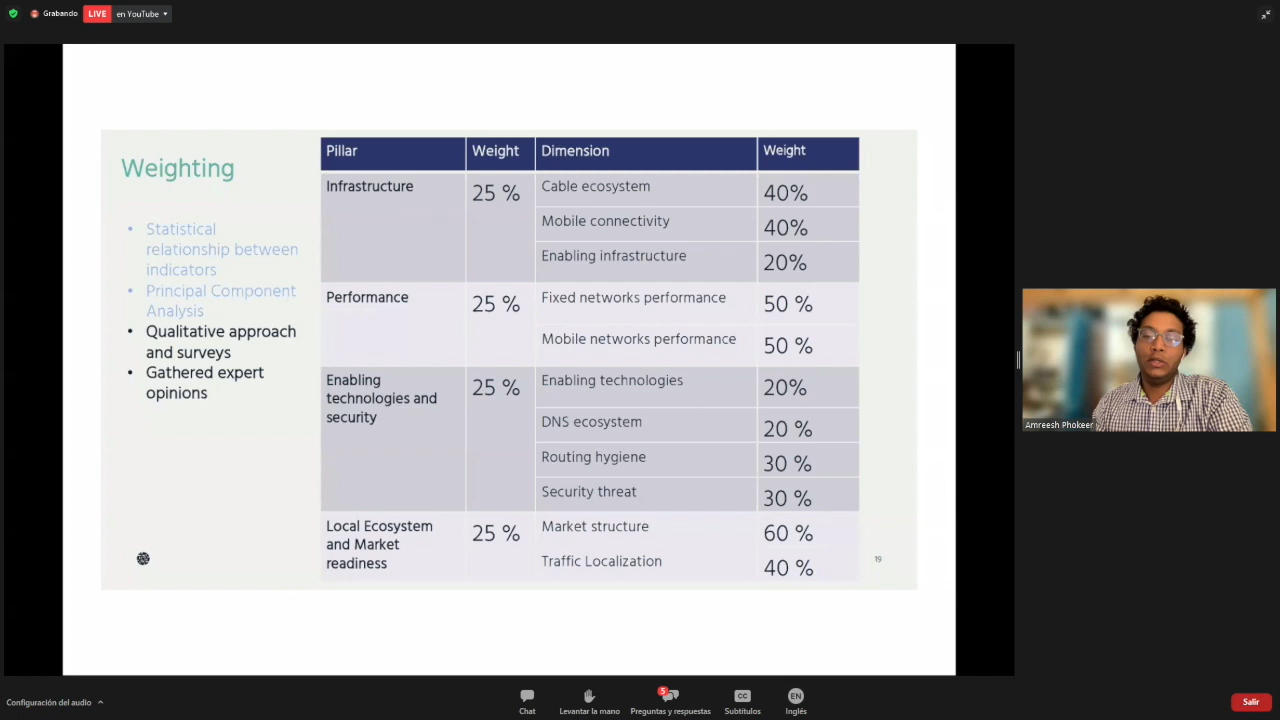 Grabando LIVE en YouTube
Weighting
• Statistical
relationship between
indicators
• Principal Component
Analysis
• Qualitative approach
and surveys
• Gathered expert
opinions
Pillar Weight Dimension Weight
Infrastructure 25 % Cable ecosystem 40%
Mobile connectivity 40%
Enabling infrastructure 20%
Performance 25 % Fixed networks performance 50 %
Mobile networks performance 50 %
Enabling
technologies and
security
25 % Enabling technologies 20%
DNS ecosystem 20 %
Routing hygiene 30 %
Security threat 30 %
Local Ecosystem
and Market
readiness
25 % Market structure 60 %
Traffic Localization 40 %
19
Amreesh Phokeer
Configuración del audio
Chat
Levantar la mano
5
Preguntas y respuestas
CC
Subtítulos
EN
Inglés
Salir